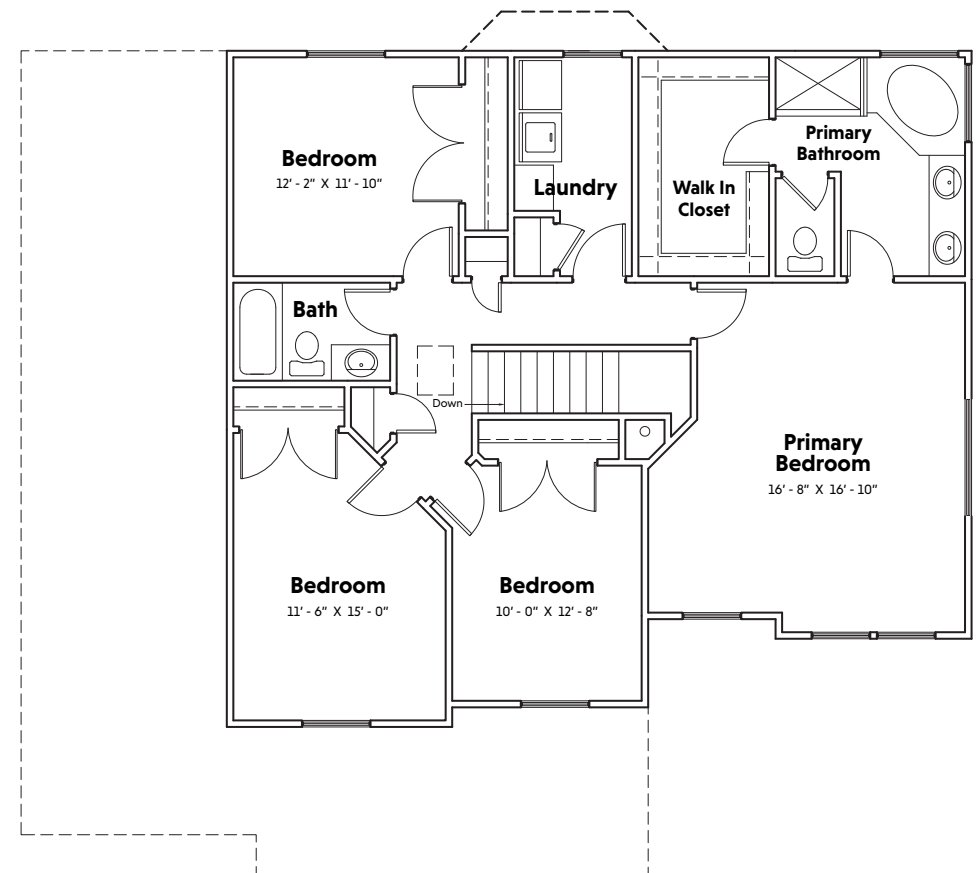 Bedroom
12' - 2" X 11' - 10"
Laundry
Walk In
Closet
Primary
Bathroom
Bath
Down
Primary
Bedroom
16' - 8" X 16' - 10"
Bedroom
11' - 6" X 15' - 0"
Bedroom
10' - 0" X 12' - 8"